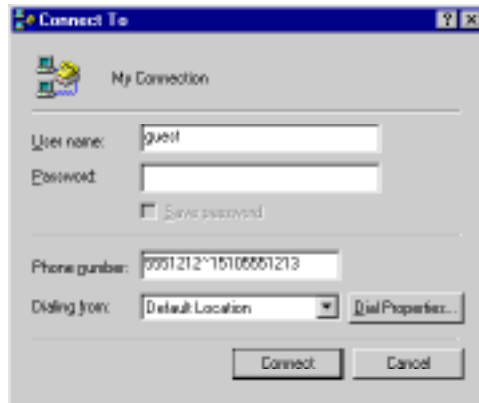 Connect To
My Connection
User name: guest
Password:
Save password
Phone number: 5551212~15105551213
Dialing from: Default Location Dial Properties...
Connect Cancel